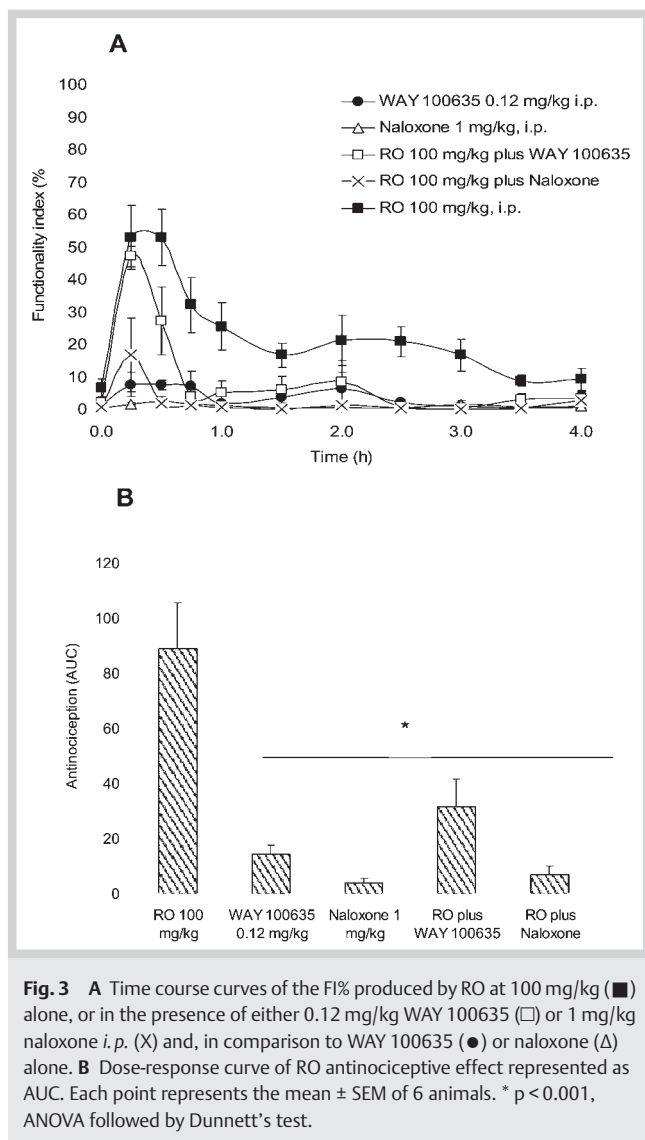 A
Functionality index (%
100
90
80
70
60
50
40
30
20
10
0
0.0 1.0 2.0 3.0 4.0
Time (h)
WAY 100635 0.12 mg/kg i.p.
Naloxone 1 mg/kg, i.p.
RO 100 mg/kg plus WAY 100635
RO 100 mg/kg plus Naloxone
RO 100 mg/kg, i.p.
B
Antinociception (AUC)
120
100
80
60
40
20
0
*
RO 100 WAY 100635 Naloxone 1 RO plus RO plus
mg/kg 0.12 mg/kg mg/kg WAY 100635 Naloxone
Fig. 3 A Time course curves of the FI% produced by RO at 100 mg/kg (■)
alone, or in the presence of either 0.12 mg/kg WAY 100635 (□) or 1 mg/kg
naloxone i. p. (X) and, in comparison to WAY 100635 (●) or naloxone (Δ)
alone. B Dose-response curve of RO antinociceptive effect represented as
AUC. Each point represents the mean ± SEM of 6 animals. * p < 0.001,
ANOVA followed by Dunnett's test.